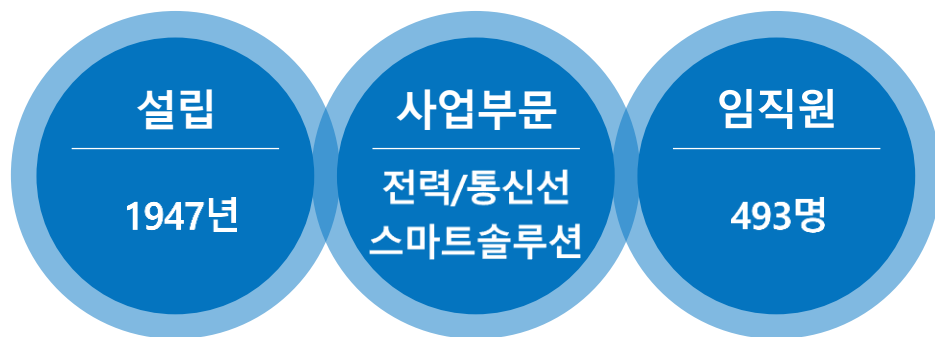 설립
1947년
사업부문
전력/통신선
스마트솔루션
임직원
493명